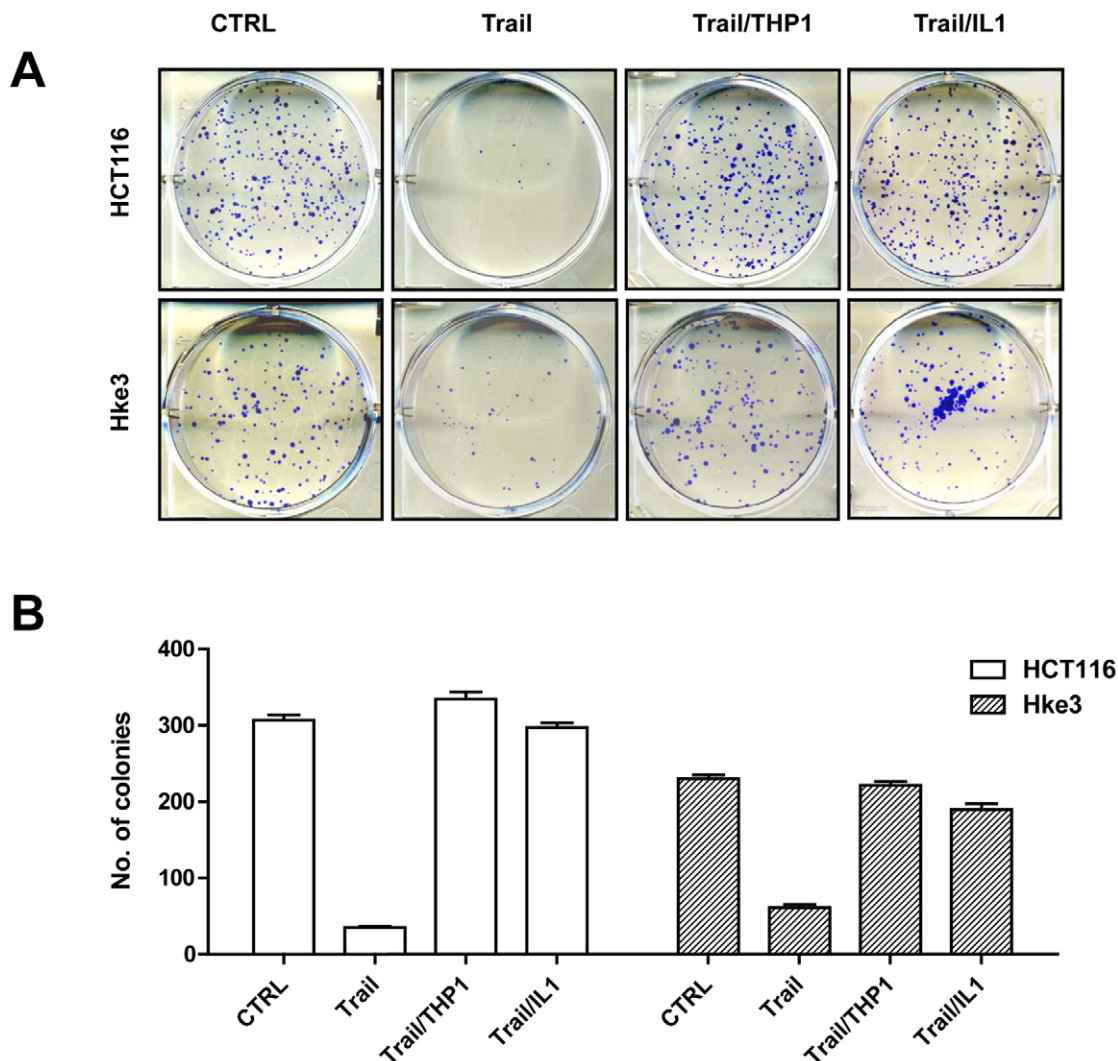 CTRL Trail Trail/THP1 Trail/IL1
A
HCT116
Hke3
B
No. of colonies
400
300
200
100
0
HCT116
Hke3
CTRL Trail Trail/THP1 Trail/IL1 CTRL Trail Trail/THP1 Trail/IL1